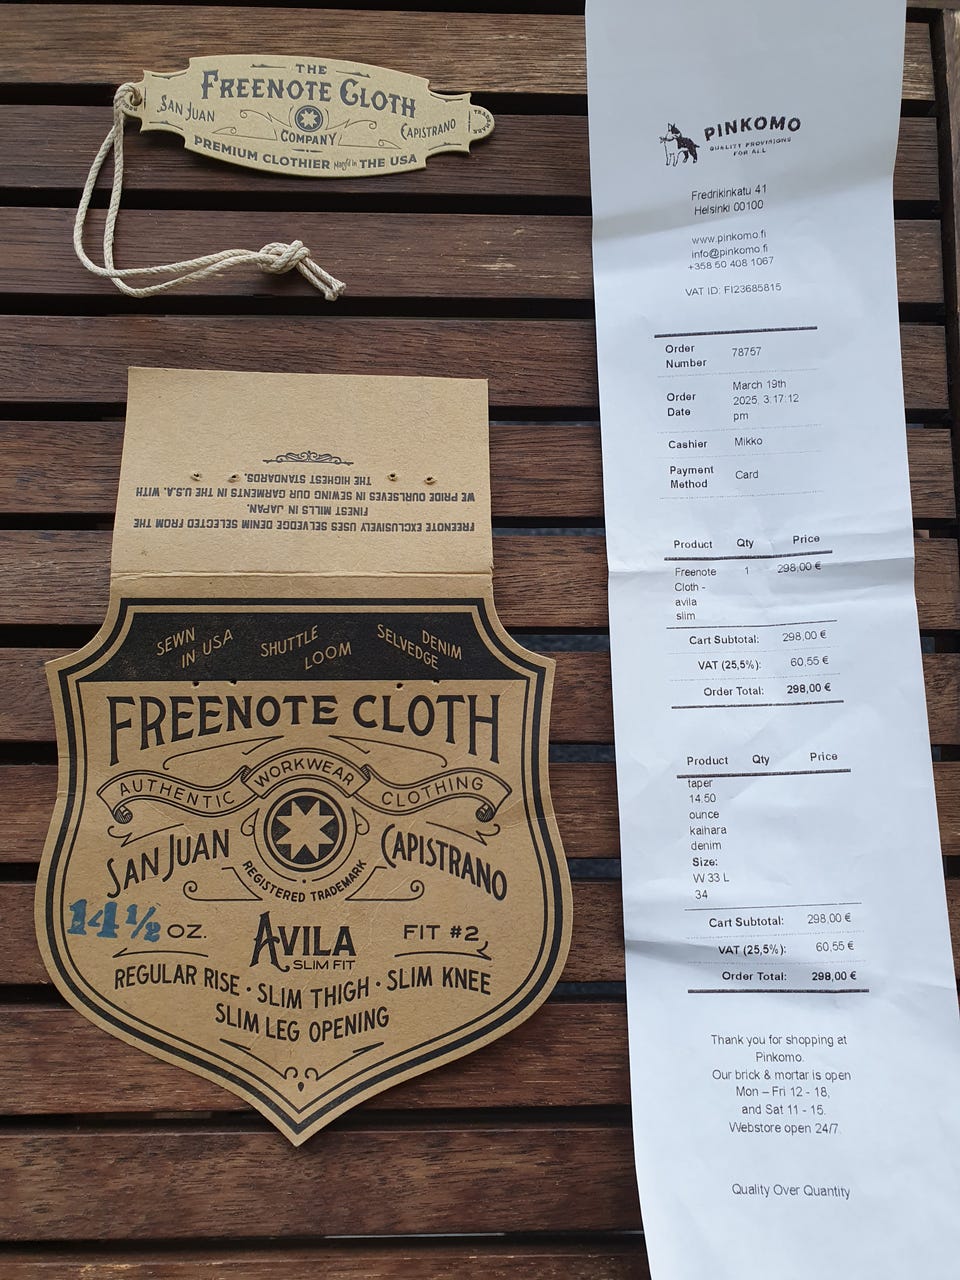 THE
FREENOTE CLOTH
SAN JUAN
COMPANY
CAPISTRANO
PREMIUM CLOTHIER Manf'd in THE USA
FREENOTE EXCLUSIVELY USES SELVEDGE DENIM SELECTED FROM THE
FINEST MILLS IN JAPAN.
WE PRIDE OURSELVES IN SEWING OUR GARMENTS IN THE U.S.A. WITH
THE HIGHEST STANDARDS.
SEWN IN USA SHUTTLE LOOM SELVEDGE DENIM
FREENOTE CLOTH
AUTHENTIC WORKWEAR CLOTHING
SAN JUAN CAPISTRANO
REGISTERED TRADEMARK
14 ½ OZ. AVILA FIT #2
SLIM FIT
REGULAR RISE • SLIM THIGH • SLIM KNEE
SLIM LEG OPENING
PINKOMO
QUALITY PROVISIONS
FOR ALL
Fredrikinkatu 41
Helsinki 00100
www.pinkomo.fi
info@pinkomo.fi
+358 50 408 1067
VAT ID: FI23685815
Order Number 78757
Order Date March 19th 2025, 3:17:12 pm
Cashier Mikko
Payment Method Card
Product Qty Price
Freenote 1 298,00 €
Cloth -
avila
slim
Cart Subtotal: 298,00 €
VAT (25,5%): 60,55 €
Order Total: 298,00 €
Product Qty Price
taper
14.50
ounce
kaihara
denim
Size:
W 33 L
34
Cart Subtotal: 298,00 €
VAT (25,5%): 60,55 €
Order Total: 298,00 €
Thank you for shopping at
Pinkomo.
Our brick & mortar is open
Mon – Fri 12 - 18,
and Sat 11 - 15.
Webstore open 24/7.
Quality Over Quantity